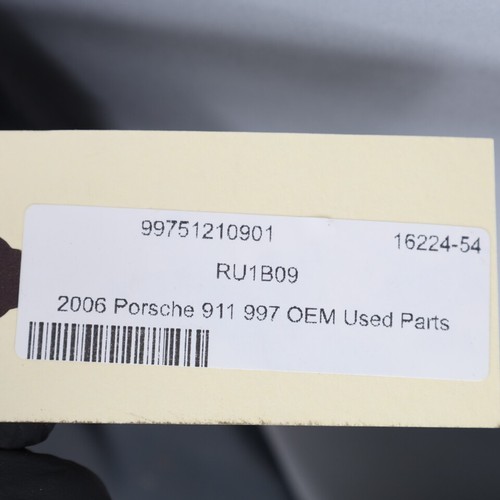 99751210901
16224-54
RU1B09
2006 Porsche 911 997 OEM Used Parts